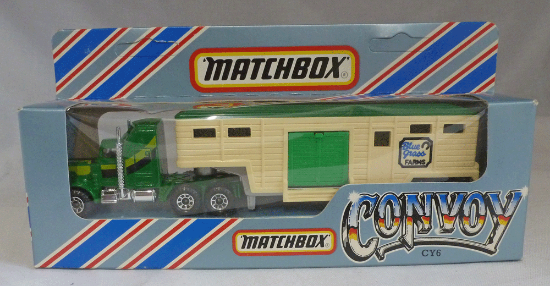 MATCHBOX
Blue
Grass
FARMS
MATCHBOX
CONVOY
CY6